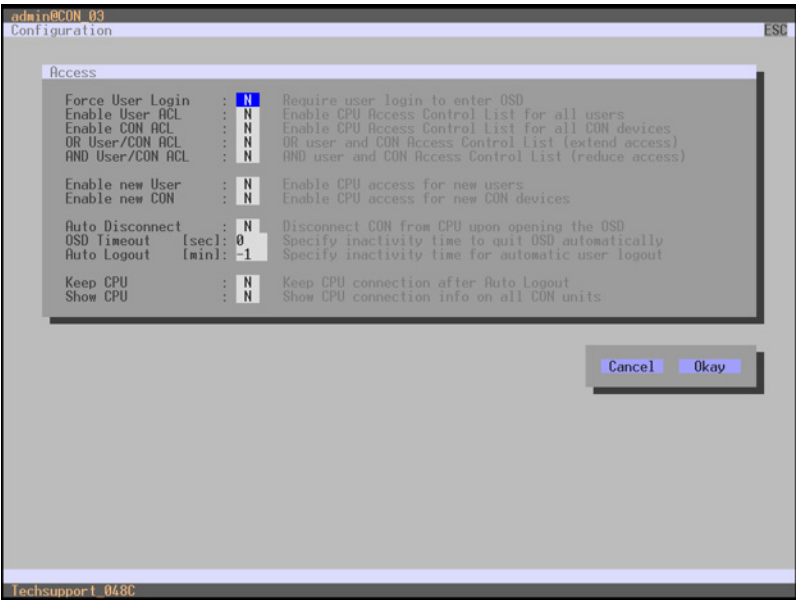 admin@CON_03
Configuration ESC
Access
Force User Login : N Require user login to enter OSD
Enable User ACL : N Enable CPU Access Control List for all users
Enable CON ACL : N Enable CPU Access Control List for all CON devices
OR User/CON ACL : N OR user and CON Access Control List (extend access)
AND User/CON ACL : N AND user and CON Access Control List (reduce access)
Enable new User : N Enable CPU access for new users
Enable new CON : N Enable CPU access for new CON devices
Auto Disconnect : N Disconnect CON from CPU upon opening the OSD
OSD Timeout [sec]: 0 Specify inactivity time to quit OSD automatically
Auto Logout [min]: -1 Specify inactivity time for automatic user logout
Keep CPU : N Keep CPU connection after Auto Logout
Show CPU : N Show CPU connection info on all CON units
Cancel Okay
Techsupport_048C